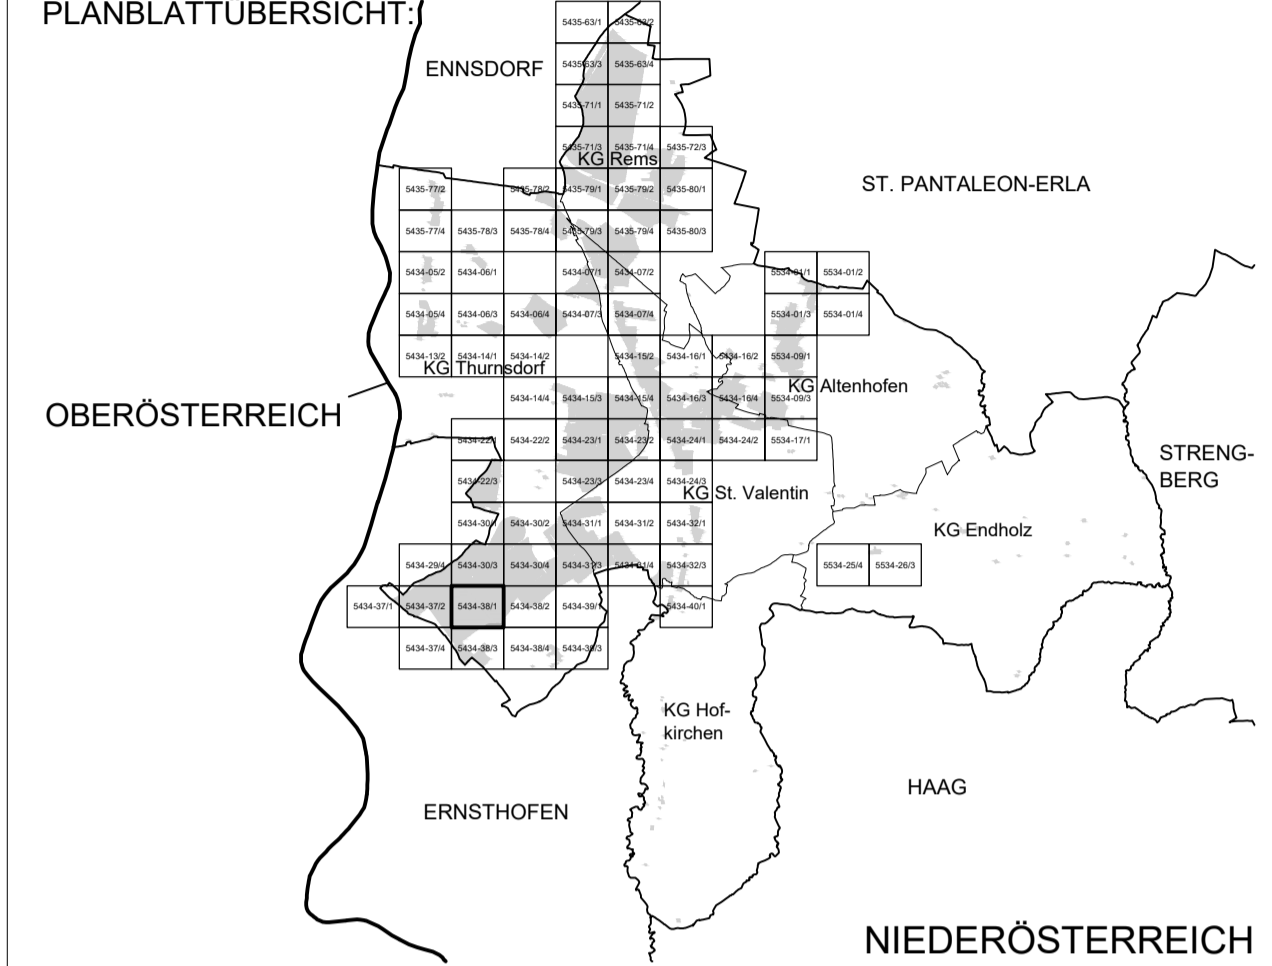 PLANBLATTÜBERSICHT:
5435-63/1 5435-63/2
ENNSDORF
5435-63/3 5435-63/4
5435-71/1 5435-71/2
5435-71/3 5435-71/4 5435-72/3
KG Rems
5435-77/2 5435-78/2 5435-79/1 5435-79/2 5435-80/1
ST. PANTALEON-ERLA
5435-77/4 5435-78/3 5435-78/4 5435-79/3 5435-79/4 5435-80/3
5434-05/2 5434-06/1 5434-07/1 5434-07/2 5534-01/1 5534-01/2
5434-05/4 5434-06/3 5434-06/4 5434-07/3 5434-07/4 5534-01/3 5534-01/4
5434-13/2 5434-14/1 5434-14/2 5434-15/2 5434-16/1 5434-16/2 5534-09/1
KG Thurnsdorf
KG Altenhofen
5434-14/4 5434-15/3 5434-15/4 5434-16/3 5434-16/4 5534-09/3
OBERÖSTERREICH
5434-22/1 5434-22/2 5434-23/1 5434-23/2 5434-24/1 5434-24/2 5534-17/1
STRENG-
BERG
5434-22/3 5434-23/3 5434-23/4 5434-24/3
KG St. Valentin
5434-30/1 5434-30/2 5434-31/1 5434-31/2 5434-32/1
KG Endholz
5434-29/4 5434-30/3 5434-30/4 5434-31/3 5434-31/4 5434-32/3 5534-25/4 5534-26/3
5434-37/1 5434-37/2 5434-38/1 5434-38/2 5434-39/1 5434-40/1
5434-37/4 5434-38/3 5434-38/4 5434-39/3
KG Hof-
kirchen
HAAG
ERNSTHOFEN
NIEDERÖSTERREICH